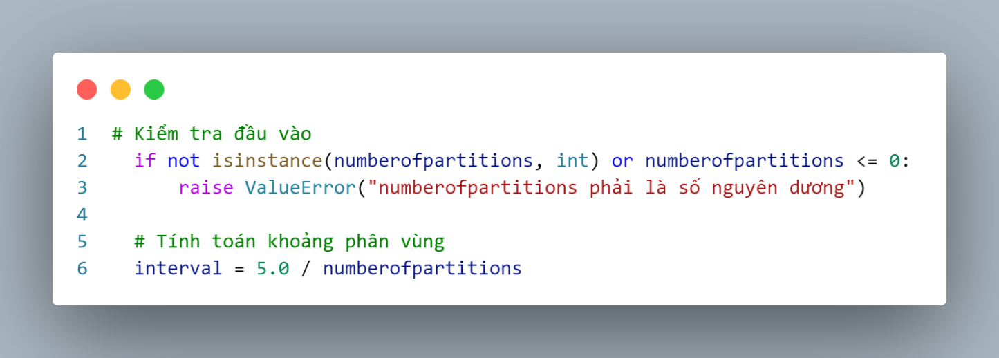 1 # Kiểm tra đầu vào
2 if not isinstance(numberofpartitions, int) or numberofpartitions <= 0:
3 raise ValueError("numberofpartitions phải là số nguyên dương")
4
5 # Tính toán khoảng phân vùng
6 interval = 5.0 / numberofpartitions